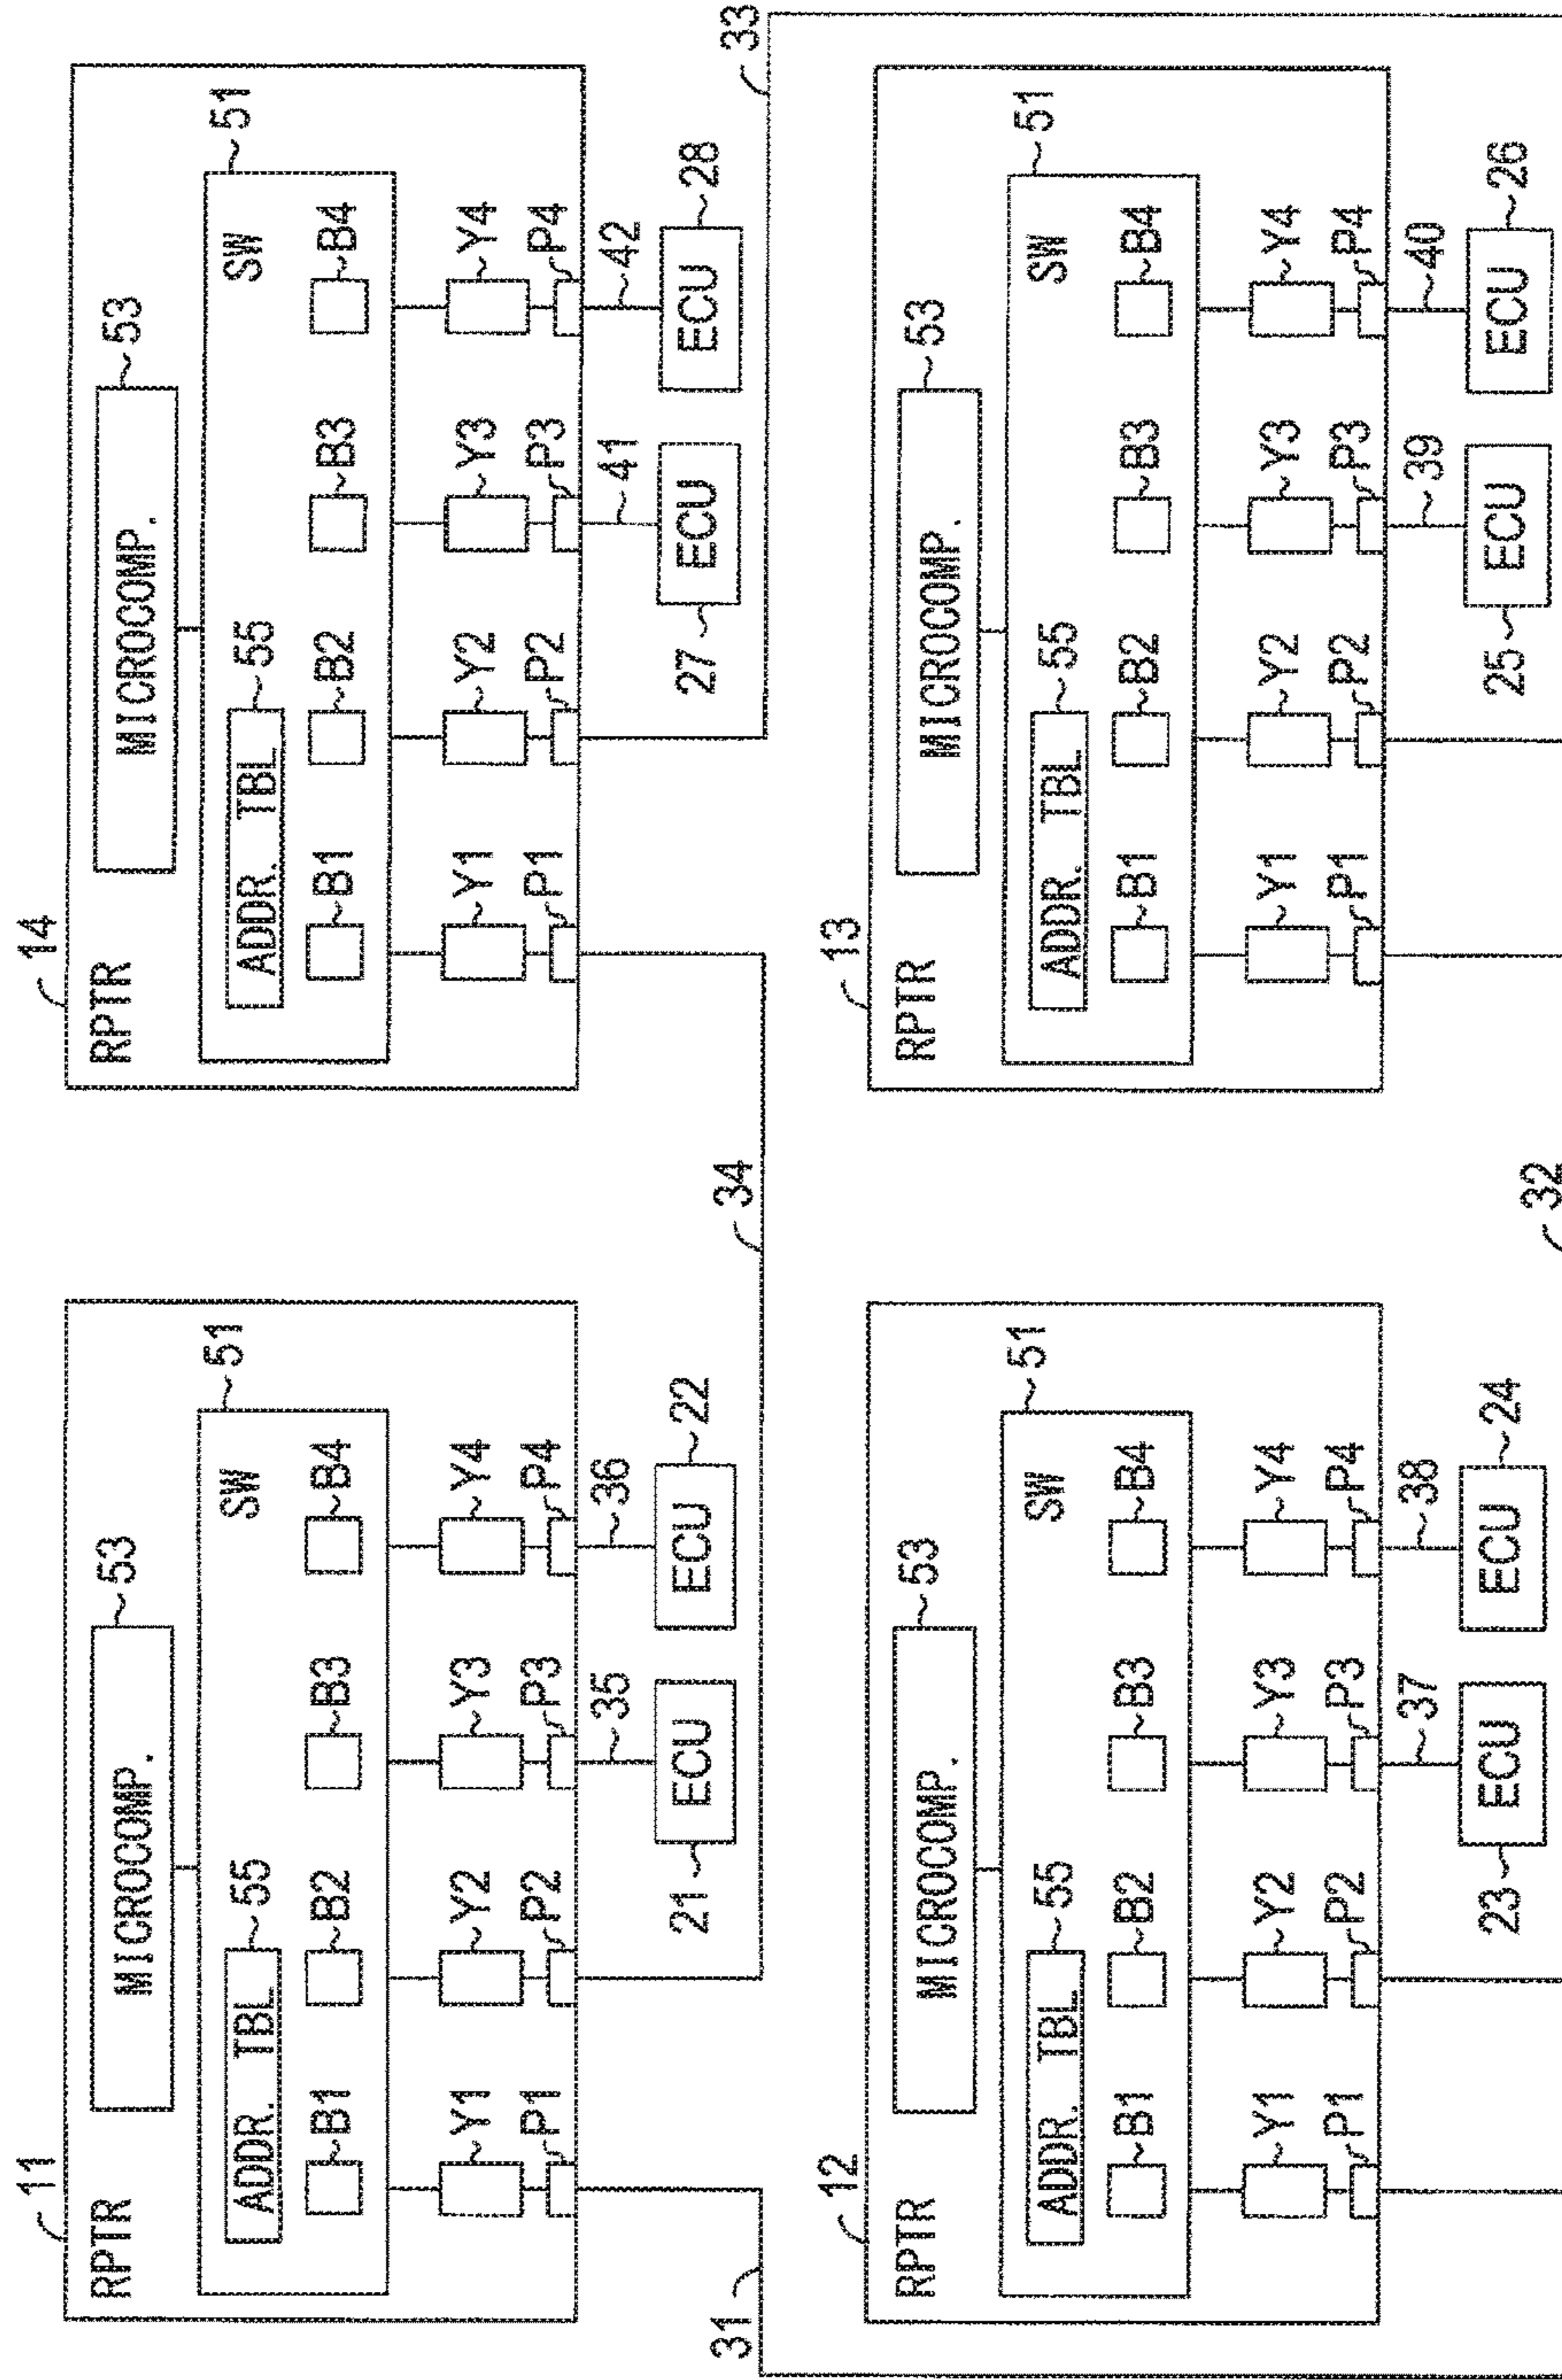 11
RPTR
MICROCOMP.
53
51
ADDR. TBL
55
SW
B1
B2
B3
B4
Y1
Y2
Y3
Y4
P1
P2
P3
P4
35
36
21
ECU
ECU
22
14
RPTR
MICROCOMP.
53
51
ADDR. TBL
55
SW
B1
B2
B3
B4
Y1
Y2
Y3
Y4
P1
P2
P3
P4
41
42
27
ECU
ECU
28
31
34
33
12
RPTR
MICROCOMP.
53
51
ADDR. TBL
55
SW
B1
B2
B3
B4
Y1
Y2
Y3
Y4
P1
P2
P3
P4
37
38
23
ECU
ECU
24
13
RPTR
MICROCOMP.
53
51
ADDR. TBL
55
SW
B1
B2
B3
B4
Y1
Y2
Y3
Y4
P1
P2
P3
P4
39
40
25
ECU
ECU
26
32